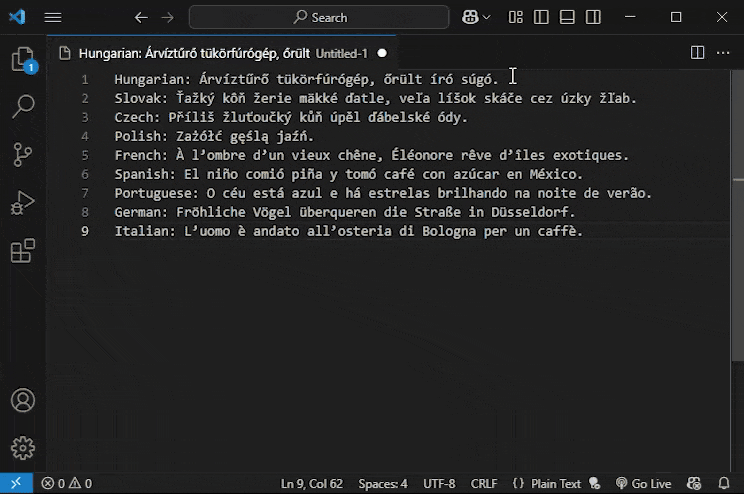 Search
Hungarian: Árvíztűrő tükörfúrógép, őrült Untitled-1
1 Hungarian: Árvíztűrő tükörfúrógép, őrült író súgó.
2 Slovak: Ťažký kôň žerie mäkké ďatle, veľa líšok skáče cez úzky žľab.
3 Czech: Příliš žluťoučký kůň úpěl ďábelské ódy.
4 Polish: Zażółć gęślą jaźń.
5 French: À l’ombre d’un vieux chêne, Éléonore rêve d’îles exotiques.
6 Spanish: El niño comió piña y tomó café con azúcar en México.
7 Portuguese: O céu está azul e há estrelas brilhando na noite de verão.
8 German: Fröhliche Vögel überqueren die Straße in Düsseldorf.
9 Italian: L’uomo è andato all’osteria di Bologna per un caffè.
1
0 0 Ln 9, Col 62 Spaces: 4 UTF-8 CRLF {} Plain Text Go Live